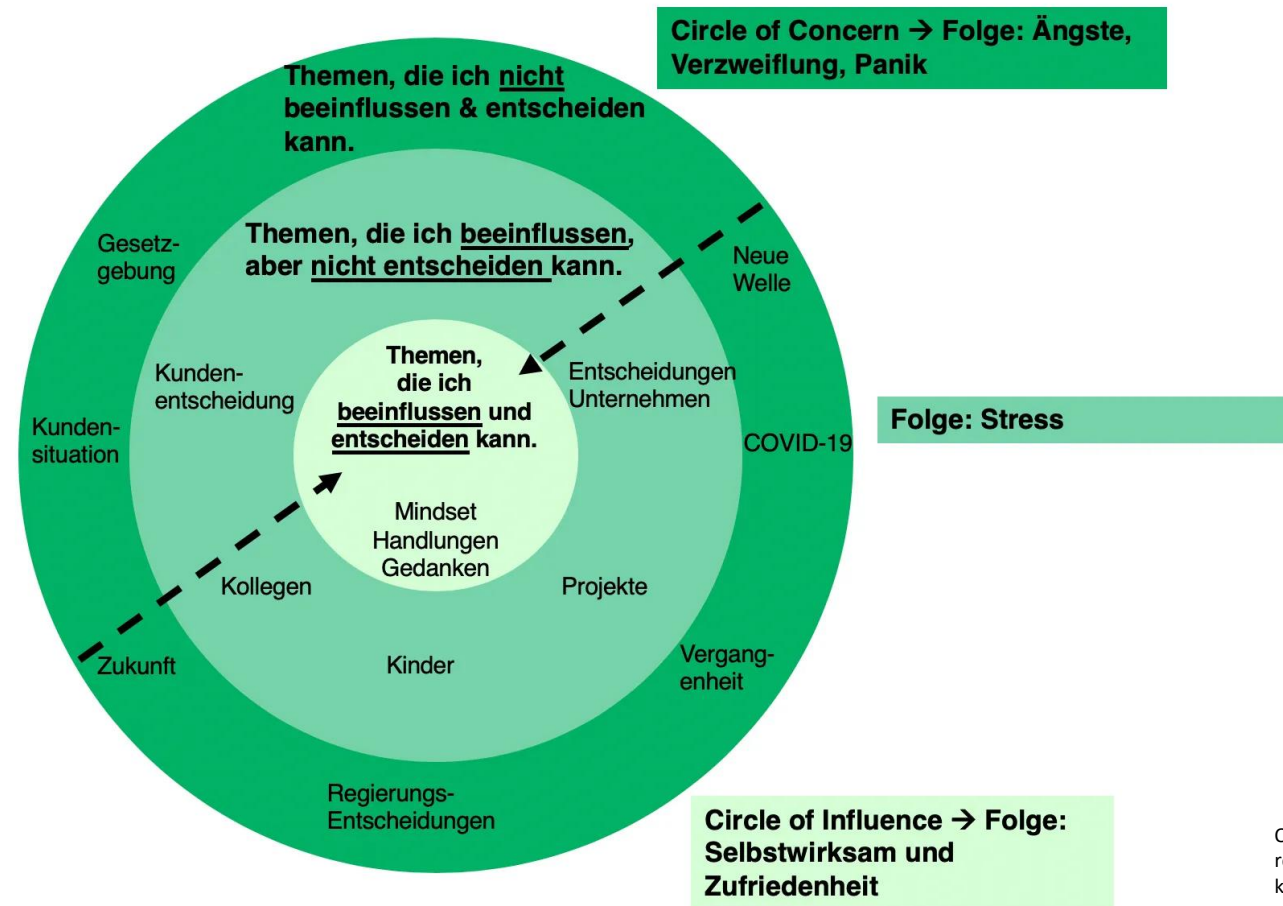 Circle of Concern → Folge: Ängste,
Verzweiflung, Panik
Themen, die ich nicht
beeinflussen & entscheiden
kann.
Themen, die ich beeinflussen,
aber nicht entscheiden kann.
Gesetz-
gebung
Neue
Welle
Themen,
die ich
beeinflussen und
entscheiden kann.
Kunden-
entscheidung
Entscheidungen
Unternehmen
Kunden-
situation
COVID-19
Folge: Stress
Mindset
Handlungen
Gedanken
Kollegen
Projekte
Zukunft
Kinder
Vergang-
enheit
Regierungs-
Entscheidungen
Circle of Influence → Folge:
Selbstwirksam und
Zufriedenheit